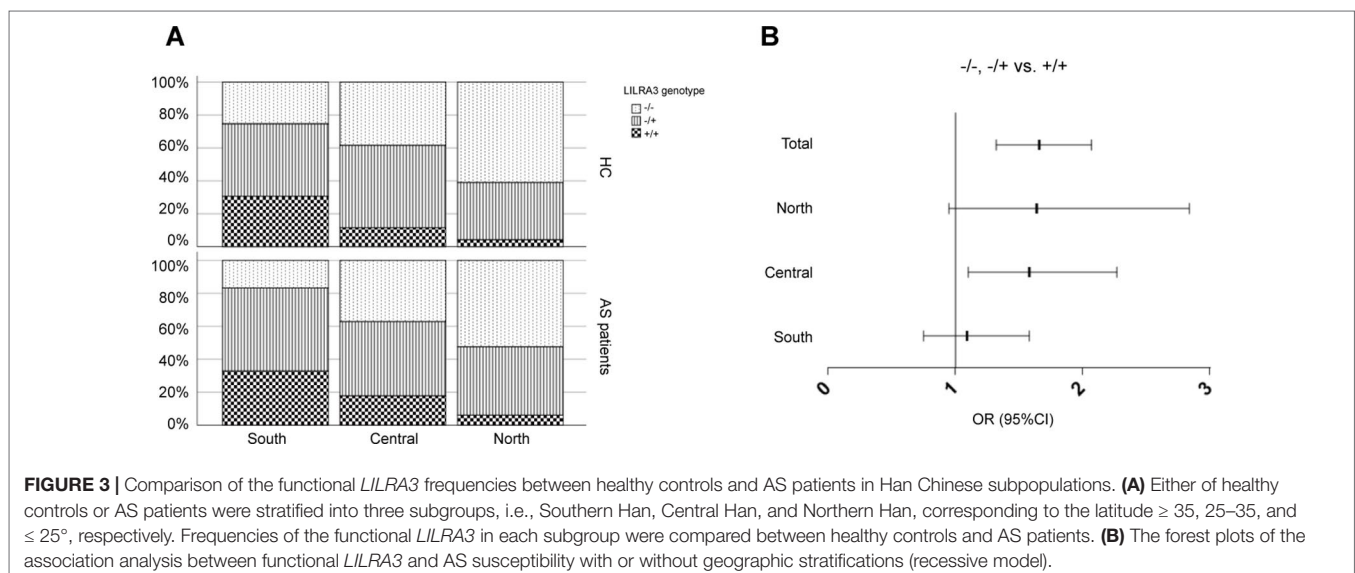 A
100%
80%
60%
40%
20%
0%
HC
100%
80%
60%
40%
20%
0%
AS patients
South Central North
LILRA3 genotype
-/-
-/+
+/+
B
-/-, -/+ vs. +/+
Total
North
Central
South
0 1 2 3
OR (95%CI)
FIGURE 3 | Comparison of the functional LILRA3 frequencies between healthy controls and AS patients in Han Chinese subpopulations. (A) Either of healthy
controls or AS patients were stratified into three subgroups, i.e., Southern Han, Central Han, and Northern Han, corresponding to the latitude ≥ 35, 25–35, and
≤ 25°, respectively. Frequencies of the functional LILRA3 in each subgroup were compared between healthy controls and AS patients. (B) The forest plots of the
association analysis between functional LILRA3 and AS susceptibility with or without geographic stratifications (recessive model).